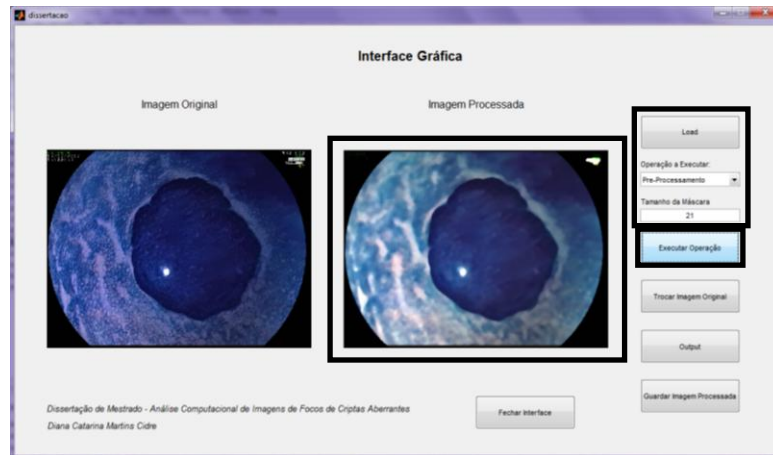 dissertacao
Interface Gráfica
Imagem Original
Imagem Processada
Load
Operação a Executar:
Pre-Processamento
Tamanho da Máscara
21
Executar Operação
Trocar Imagem Original
Output
Guardar Imagem Processada
Fechar Interface
Dissertação de Mestrado - Análise Computacional de Imagens de Focos de Criptas Aberrantes
Diana Catarina Martins Cidre